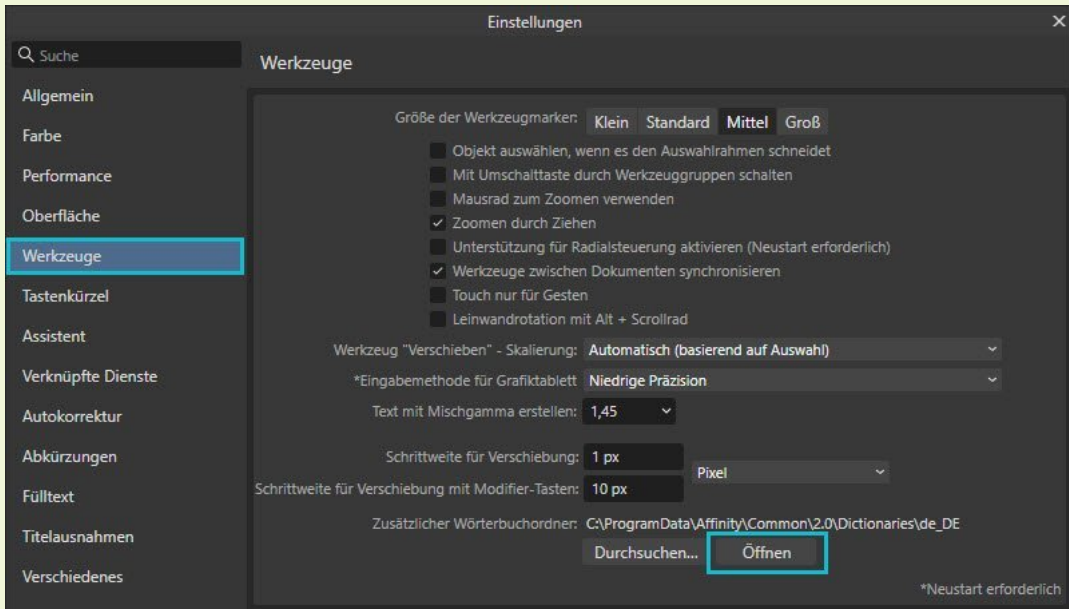 Einstellungen
Suche
Allgemein
Farbe
Performance
Oberfläche
Werkzeuge
Tastenkürzel
Assistent
Verknüpfte Dienste
Autokorrektur
Abkürzungen
Fülltext
Titelausnahmen
Verschiedenes
Werkzeuge
Größe der Werkzeugmarker: Klein Standard Mittel Groß
Objekt auswählen, wenn es den Auswahlrahmen schneidet
Mit Umschalttaste durch Werkzeuggruppen schalten
Mausrad zum Zoomen verwenden
Zoomen durch Ziehen
Unterstützung für Radialsteuerung aktivieren (Neustart erforderlich)
Werkzeuge zwischen Dokumenten synchronisieren
Touch nur für Gesten
Leinwandrotation mit Alt + Scrollrad
Werkzeug "Verschieben" - Skalierung: Automatisch (basierend auf Auswahl)
*Eingabemethode für Grafiktablett Niedrige Präzision
Text mit Mischgamma erstellen: 1,45
Schrittweite für Verschiebung: 1 px
Pixel
Schrittweite für Verschiebung mit Modifier-Tasten: 10 px
Zusätzlicher Wörterbuchordner: C:\ProgramData\Affinity\Common\2.0\Dictionaries\de_DE
Durchsuchen... Öffnen
*Neustart erforderlich